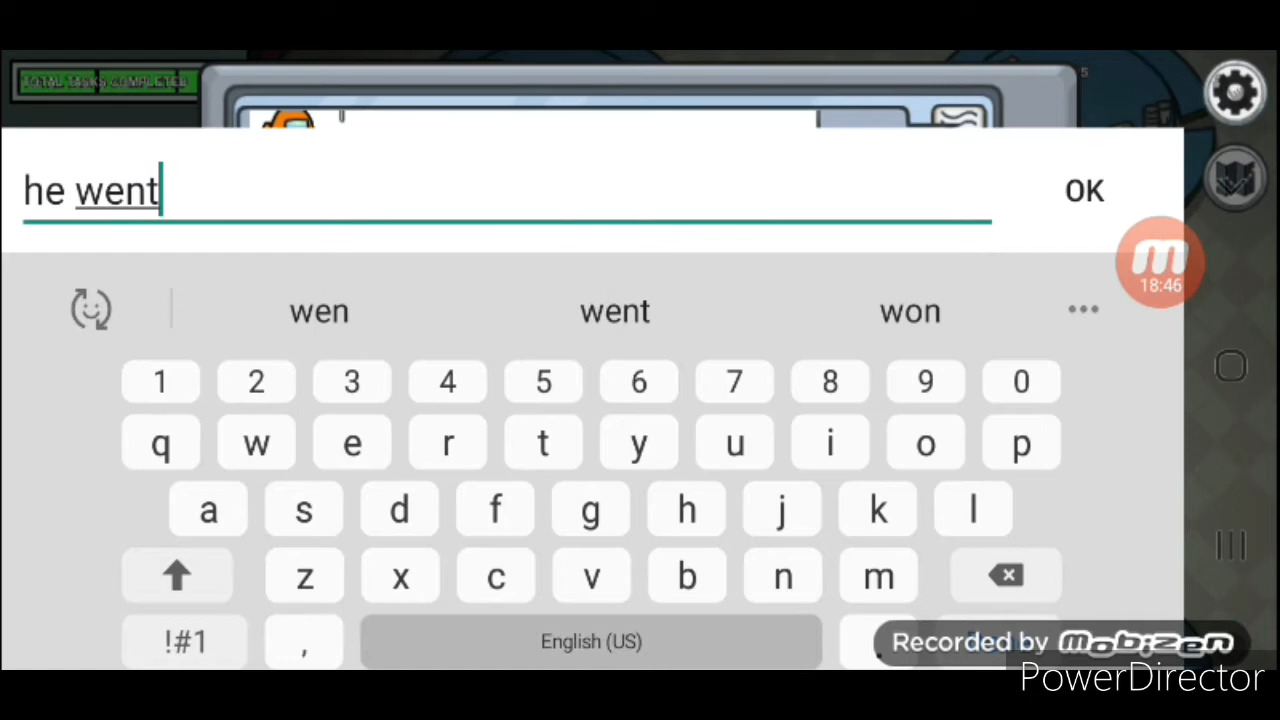 TOTAL TASKS COMPLETED
5
he went
OK
18:46
wen went won
1 2 3 4 5 6 7 8 9 0
q w e r t y u i o p
a s d f g h j k l
z x c v b n m
!#1 , English (US) .
Recorded by Mobizen
PowerDirector